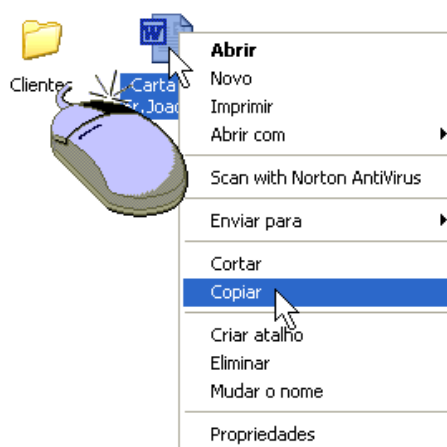 Clientes
Carta
Sr.Joao
Abrir
Novo
Imprimir
Abrir com
Scan with Norton AntiVirus
Enviar para
Cortar
Copiar
Criar atalho
Eliminar
Mudar o nome
Propriedades